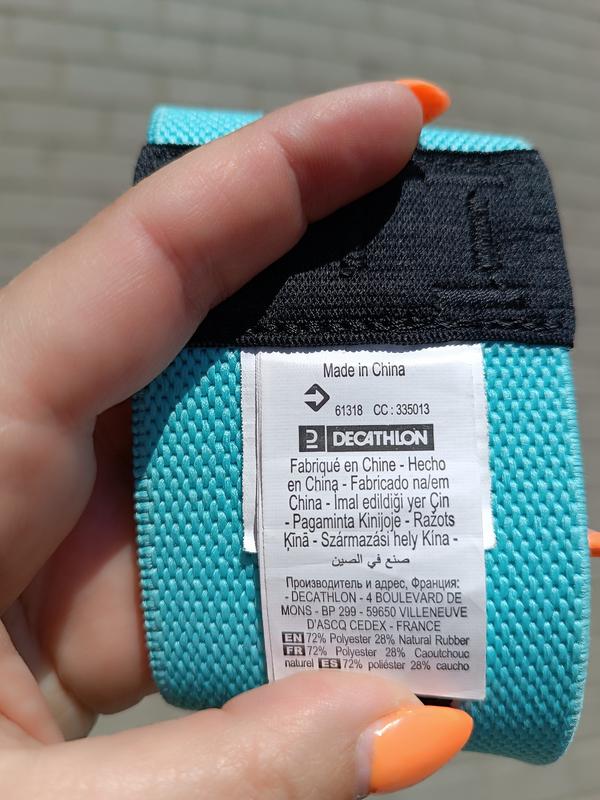 Made in China
61318 CC : 335013
DECATHLON
Fabriqué en Chine - Hecho
en China - Fabricado na/em
China - İmal edildiği yer Çin
- Pagaminta Kinijoje - Ražots
Ķīnā - Származási hely Kína -
صنع في الصين
Производитель и адрес, Франция:
- DECATHLON - 4 BOULEVARD DE
MONS - BP 299 - 59650 VILLENEUVE
D'ASCQ CEDEX - FRANCE
EN 72% Polyester 28% Natural Rubber
FR 72% Polyester 28% Caoutchouc
naturel ES 72% poliéster 28% caucho